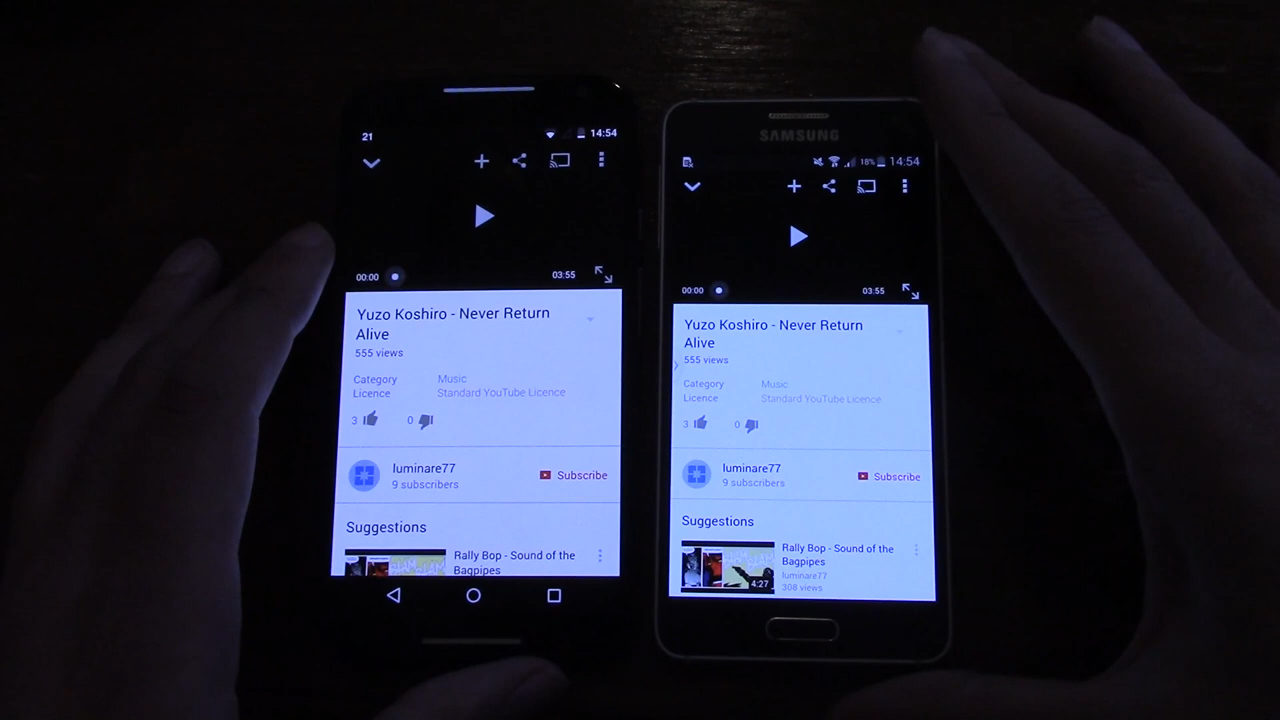 21
14:54
00:00
03:55
Yuzo Koshiro - Never Return
Alive
555 views
Category
Music
Licence
Standard YouTube Licence
3
0
luminare77
9 subscribers
Subscribe
Suggestions
Rally Bop - Sound of the
Bagpipes
SAMSUNG
18%
14:54
00:00
03:55
Yuzo Koshiro - Never Return
Alive
555 views
Category
Music
Licence
Standard YouTube Licence
3
0
luminare77
9 subscribers
Subscribe
Suggestions
4:27
Rally Bop - Sound of the
Bagpipes
luminare77
308 views